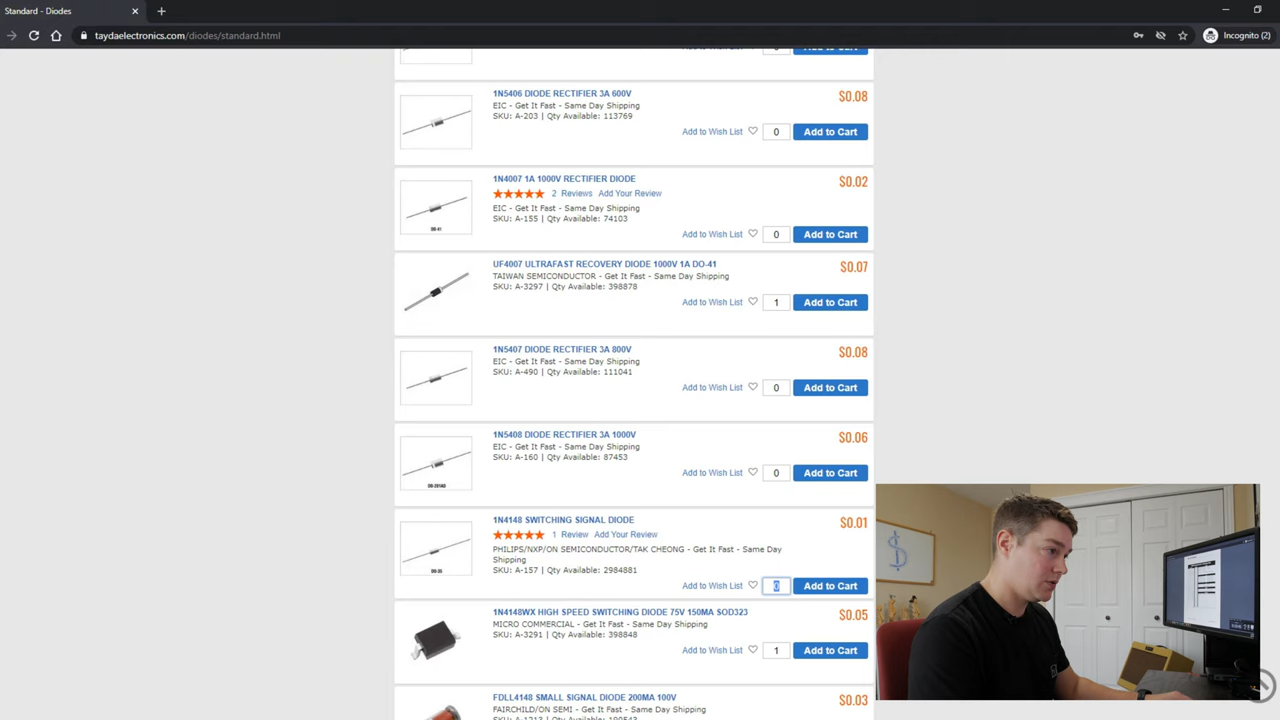 Standard - Diodes
taydaelectronics.com/diodes/standard.html
Incognito (2)
1N5406 DIODE RECTIFIER 3A 600V
$0.08
EIC - Get It Fast - Same Day Shipping
SKU: A-203 | Qty Available: 113769
Add to Wish List 0 Add to Cart
1N4007 1A 1000V RECTIFIER DIODE
$0.02
2 Reviews Add Your Review
EIC - Get It Fast - Same Day Shipping
SKU: A-155 | Qty Available: 74103
Add to Wish List 0 Add to Cart
UF4007 ULTRAFAST RECOVERY DIODE 1000V 1A DO-41
$0.07
TAIWAN SEMICONDUCTOR - Get It Fast - Same Day Shipping
SKU: A-3297 | Qty Available: 398878
Add to Wish List 1 Add to Cart
1N5407 DIODE RECTIFIER 3A 800V
$0.08
EIC - Get It Fast - Same Day Shipping
SKU: A-490 | Qty Available: 111041
Add to Wish List 0 Add to Cart
1N5408 DIODE RECTIFIER 3A 1000V
$0.06
EIC - Get It Fast - Same Day Shipping
SKU: A-160 | Qty Available: 87453
Add to Wish List 0 Add to Cart
1N4148 SWITCHING SIGNAL DIODE
$0.01
1 Review Add Your Review
PHILIPS/NXP/ON SEMICONDUCTOR/TAK CHEONG - Get It Fast - Same Day
Shipping
SKU: A-157 | Qty Available: 2984881
Add to Wish List 0 Add to Cart
1N4148WX HIGH SPEED SWITCHING DIODE 75V 150MA SOD323
$0.05
MICRO COMMERCIAL - Get It Fast - Same Day Shipping
SKU: A-3291 | Qty Available: 398848
Add to Wish List 1 Add to Cart
FDLL4148 SMALL SIGNAL DIODE 200MA 100V
$0.03
FAIRCHILD/ON SEMI - Get It Fast - Same Day Shipping